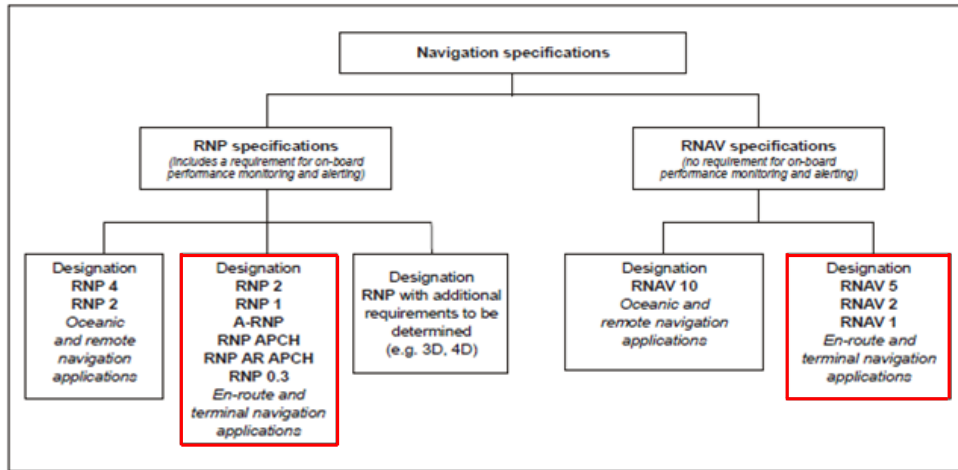 Navigation specifications
RNP specifications
(includes a requirement for on-board
performance monitoring and alerting)
RNAV specifications
(no requirement for on-board
performance monitoring and alerting)
Designation
RNP 4
RNP 2
Oceanic
and remote
navigation
applications
Designation
RNP 2
RNP 1
A-RNP
RNP APCH
RNP AR APCH
RNP 0.3
En-route and
terminal navigation
applications
Designation
RNP with additional
requirements to be
determined
(e.g. 3D, 4D)
Designation
RNAV 10
Oceanic and
remote navigation
applications
Designation
RNAV 5
RNAV 2
RNAV 1
En-route and
terminal navigation
applications